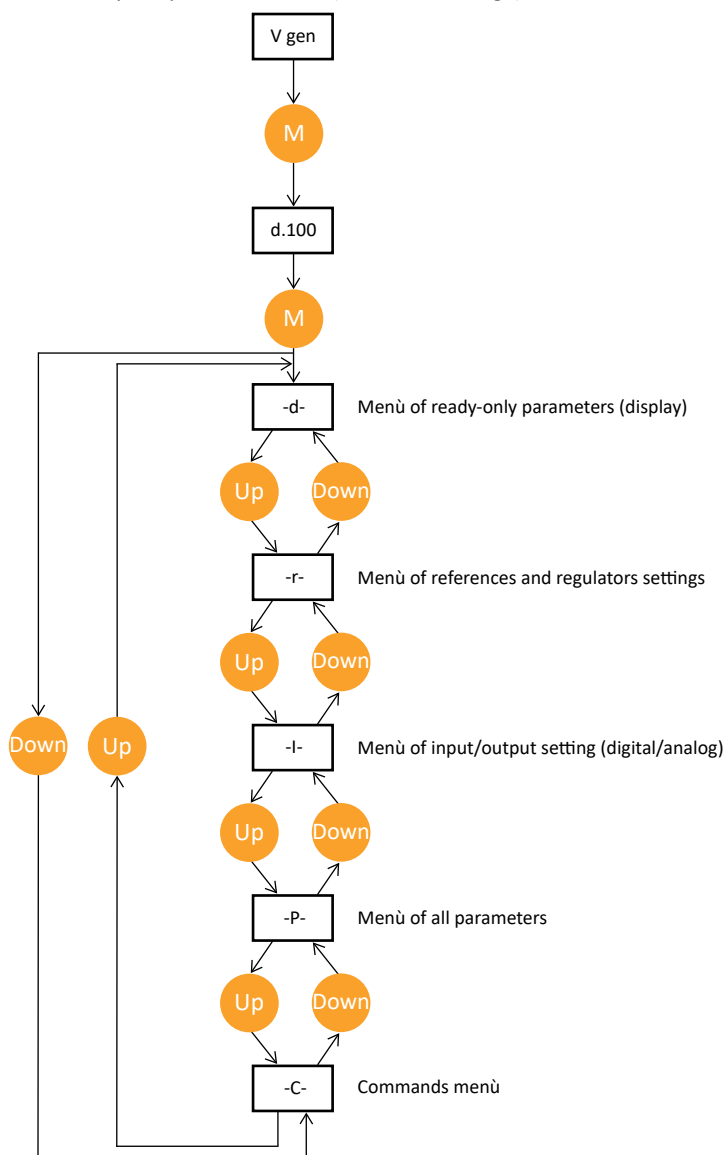 V gen
M
d.100
M
-d- Menù of ready-only parameters (display)
Up Down
-r- Menù of references and regulators settings
Up Down
Down Up -I- Menù of input/output setting (digital/analog)
Up Down
-P- Menù of all parameters
Up Down
-C- Commands menù